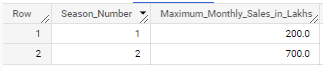 Row Season_Number Maximum_Monthly_Sales_in_Lakhs
1 1 200.0
2 2 700.0